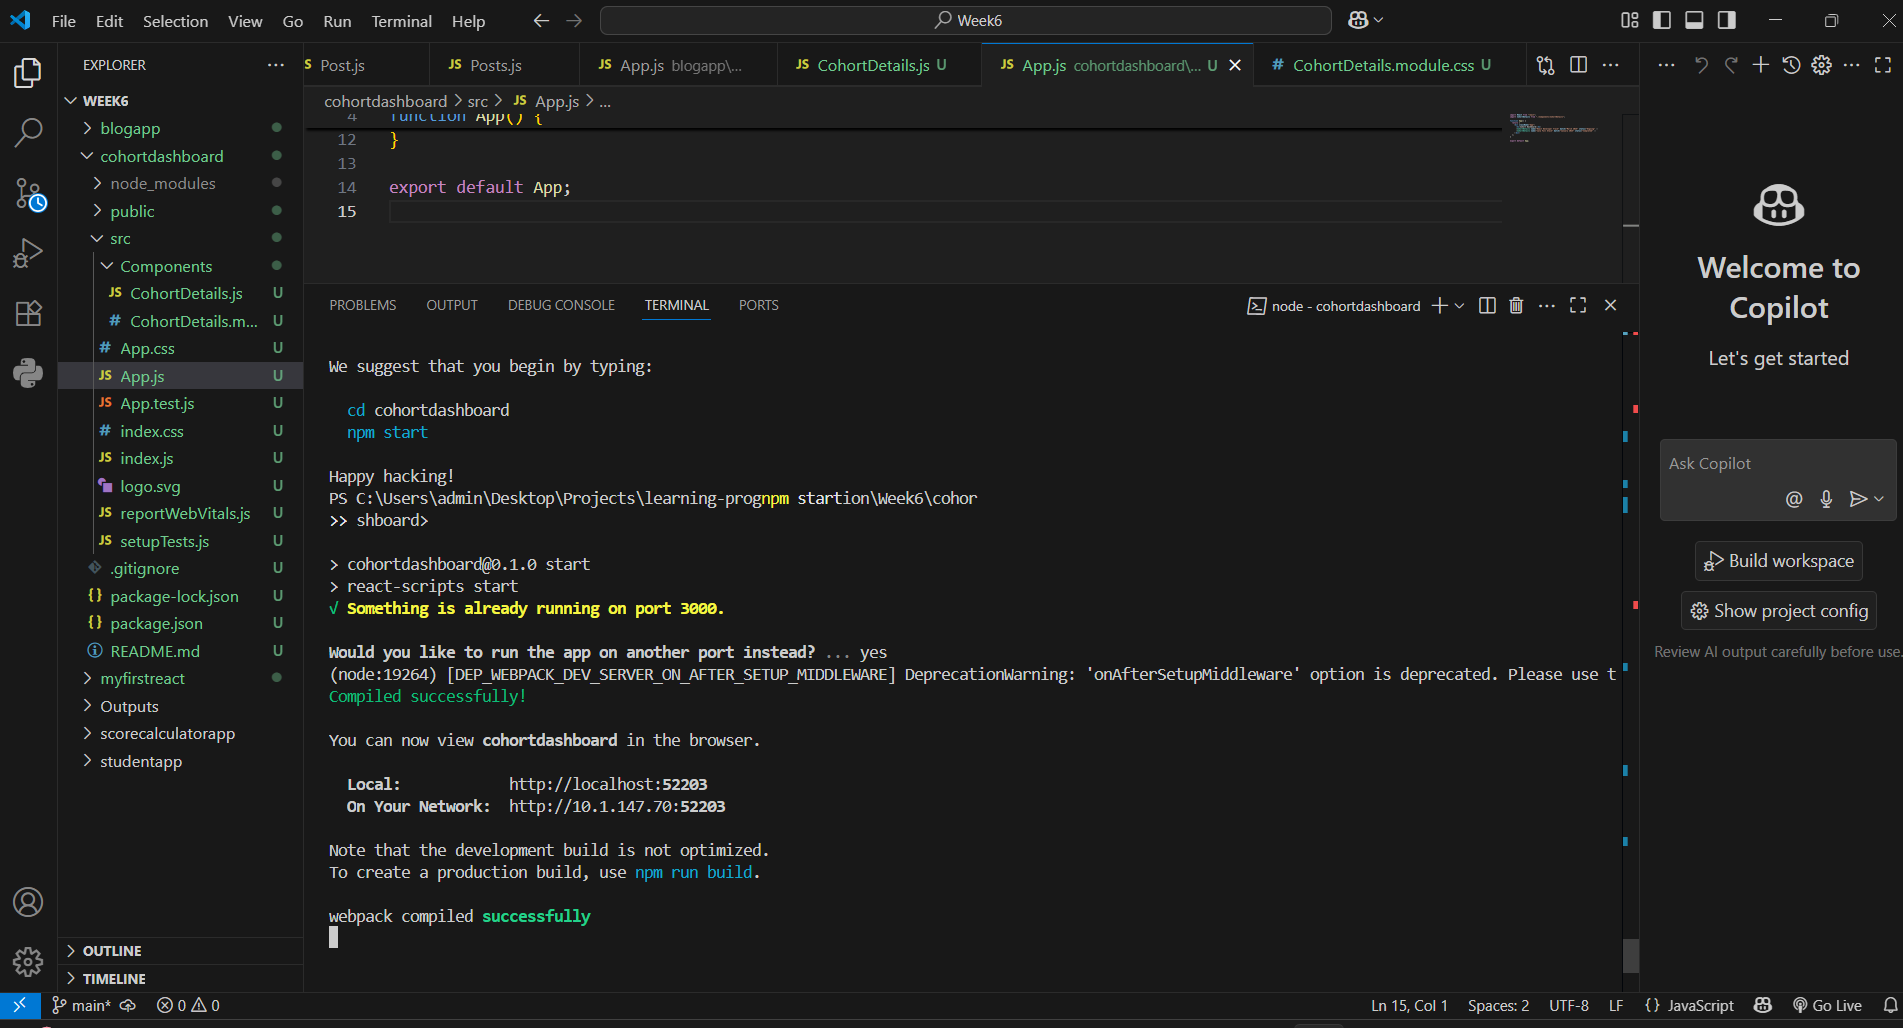 File Edit Selection View Go Run Terminal Help
Week6
EXPLORER
WEEK6
blogapp
cohortdashboard
node_modules
public
src
Components
JS CohortDetails.js U
# CohortDetails.m... U
# App.css U
JS App.js U
JS App.test.js U
# index.css U
JS index.js U
logo.svg U
JS reportWebVitals.js U
JS setupTests.js U
.gitignore U
{} package-lock.json U
{} package.json U
README.md U
myfirstreact
Outputs
scorecalculatorapp
studentapp
OUTLINE
TIMELINE
S Post.js
JS Posts.js
JS App.js blogapp\...
JS CohortDetails.js U
JS App.js cohortdashboard\... U
# CohortDetails.module.css U
cohortdashboard > src > JS App.js > ...
4 function App() {
12 }
13
14 export default App;
15
PROBLEMS OUTPUT DEBUG CONSOLE TERMINAL PORTS
node - cohortdashboard
We suggest that you begin by typing:
cd cohortdashboard
npm start
Happy hacking!
PS C:\Users\admin\Desktop\Projects\learning-prognpm startion\Week6\cohor
>> shboard>
> cohortdashboard@0.1.0 start
> react-scripts start
√ Something is already running on port 3000.
Would you like to run the app on another port instead? ... yes
(node:19264) [DEP_WEBPACK_DEV_SERVER_ON_AFTER_SETUP_MIDDLEWARE] DeprecationWarning: 'onAfterSetupMiddleware' option is deprecated. Please use t
Compiled successfully!
You can now view cohortdashboard in the browser.
Local: http://localhost:52203
On Your Network: http://10.1.147.70:52203
Note that the development build is not optimized.
To create a production build, use npm run build.
webpack compiled successfully
Welcome to
Copilot
Let's get started
Ask Copilot
Build workspace
Show project config
Review AI output carefully before use.
main* 0 0
Ln 15, Col 1 Spaces: 2 UTF-8 LF {} JavaScript Go Live